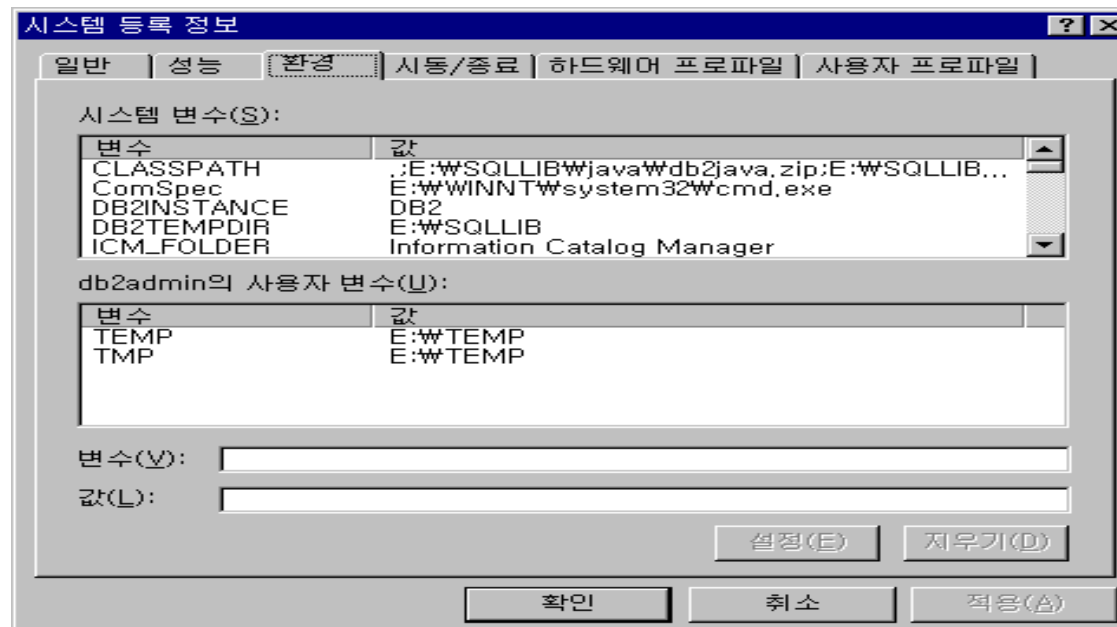 시스템 등록 정보
일반 성능 환경 시동/종료 하드웨어 프로파일 사용자 프로파일
시스템 변수(S):
변수 값
CLASSPATH .;E:₩SQLLIB₩java₩db2java.zip;E:₩SQLLIB...
ComSpec E:₩WINNT₩system32₩cmd.exe
DB2INSTANCE DB2
DB2TEMPDIR E:₩SQLLIB
ICM_FOLDER Information Catalog Manager
db2admin의 사용자 변수(U):
변수 값
TEMP E:₩TEMP
TMP E:₩TEMP
변수(V):
값(L):
설정(E) 지우기(D)
확인 취소 적용(A)